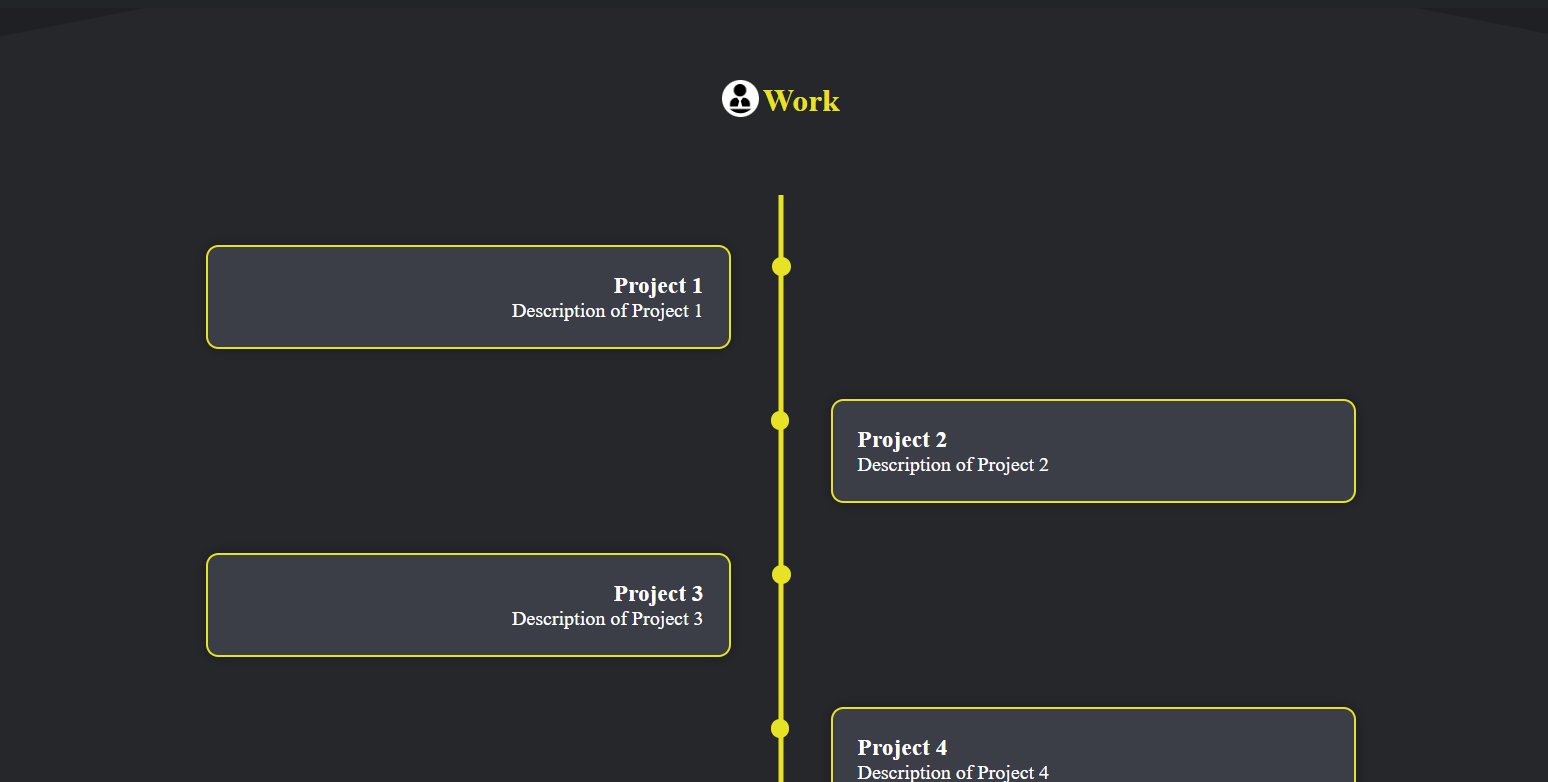 Work
Project 1
Description of Project 1
Project 2
Description of Project 2
Project 3
Description of Project 3
Project 4
Description of Project 4